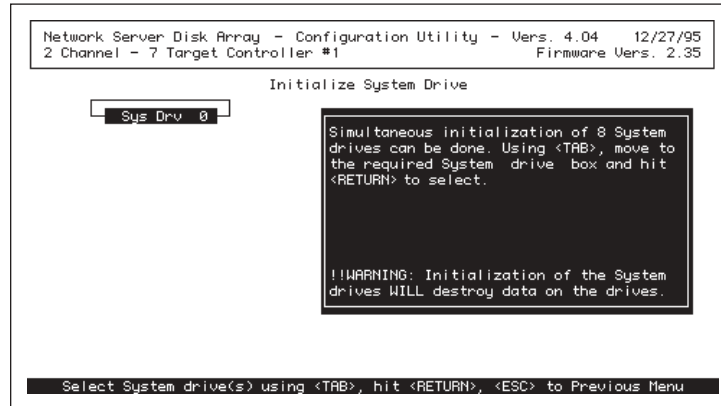 Network Server Disk Array - Configuration Utility - Vers. 4.04 12/27/95
2 Channel - 7 Target Controller #1 Firmware Vers. 2.35
Initialize System Drive
Sys Drv 0
Simultaneous initialization of 8 System
drives can be done. Using <TAB>, move to
the required System drive box and hit
<RETURN> to select.
!!WARNING: Initialization of the System
drives WILL destroy data on the drives.
Select System drive(s) using <TAB>, hit <RETURN>, <ESC> to Previous Menu